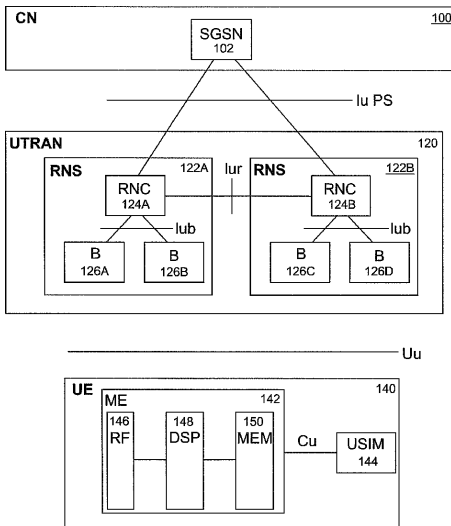 CN
100
SGSN
102
Iu PS
UTRAN
120
RNS
122A
RNC
124A
Iub
B
126A
B
126B
Iur
RNS
122B
RNC
124B
Iub
B
126C
B
126D
Uu
UE
140
ME
142
146
RF
148
DSP
150
MEM
Cu
USIM
144